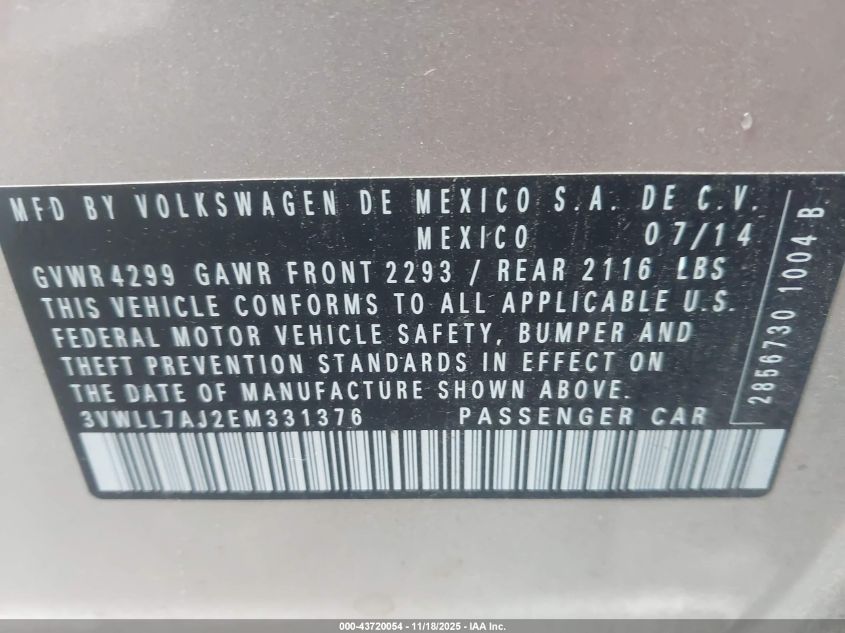 MFD BY VOLKSWAGEN DE MEXICO S.A. DE C.V.
MEXICO 07/14
GVWR 4299 GAWR FRONT 2293 / REAR 2116 LBS
THIS VEHICLE CONFORMS TO ALL APPLICABLE U.S.
FEDERAL MOTOR VEHICLE SAFETY, BUMPER AND
THEFT PREVENTION STANDARDS IN EFFECT ON
THE DATE OF MANUFACTURE SHOWN ABOVE.
3VWLL7AJ2EM331376 PASSENGER CAR
2856730 1004 B.
000-43720054 - 11/18/2025 - IAA Inc.